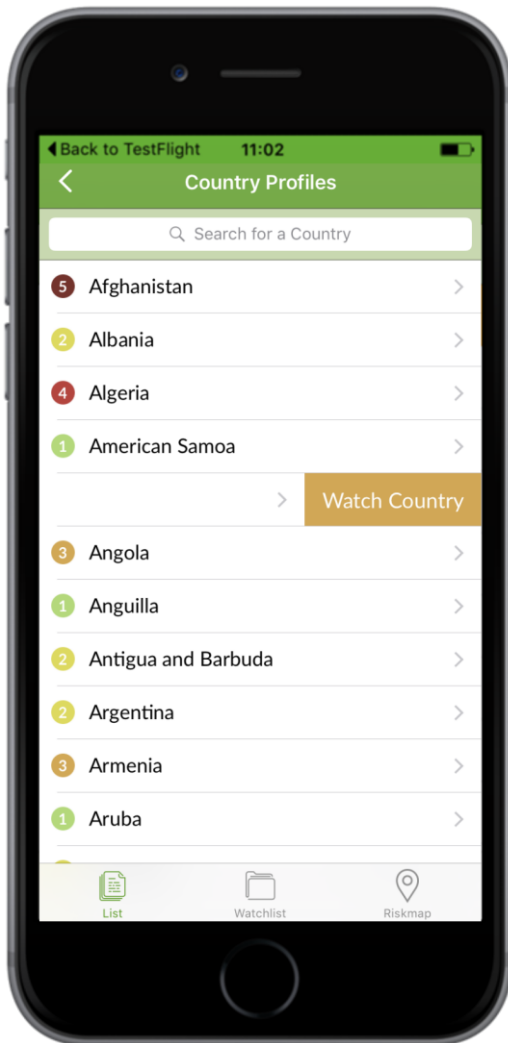 Back to TestFlight 11:02
Country Profiles
Search for a Country
5 Afghanistan
2 Albania
4 Algeria
1 American Samoa
Watch Country
3 Angola
1 Anguilla
2 Antigua and Barbuda
2 Argentina
3 Armenia
1 Aruba
List Watchlist Riskmap